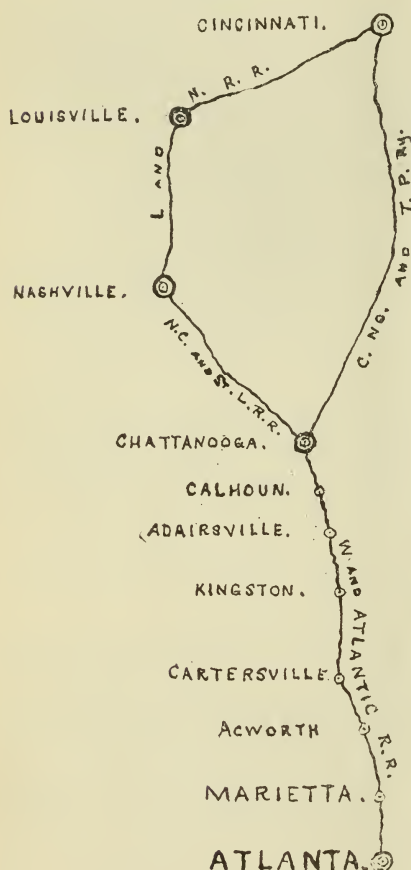 CINCINNATI.
N. R. R.
LOUISVILLE.
L AND
C. NO. AND T. P. Ry.
NASHVILLE.
N.C. AND ST. L. R.R.
CHATTANOOGA.
CALHOUN.
ADAIRSVILLE.
KINGSTON.
W. AND ATLANTIC R.R.
CARTERSVILLE
ACWORTH
MARIETTA.
ATLANTA.